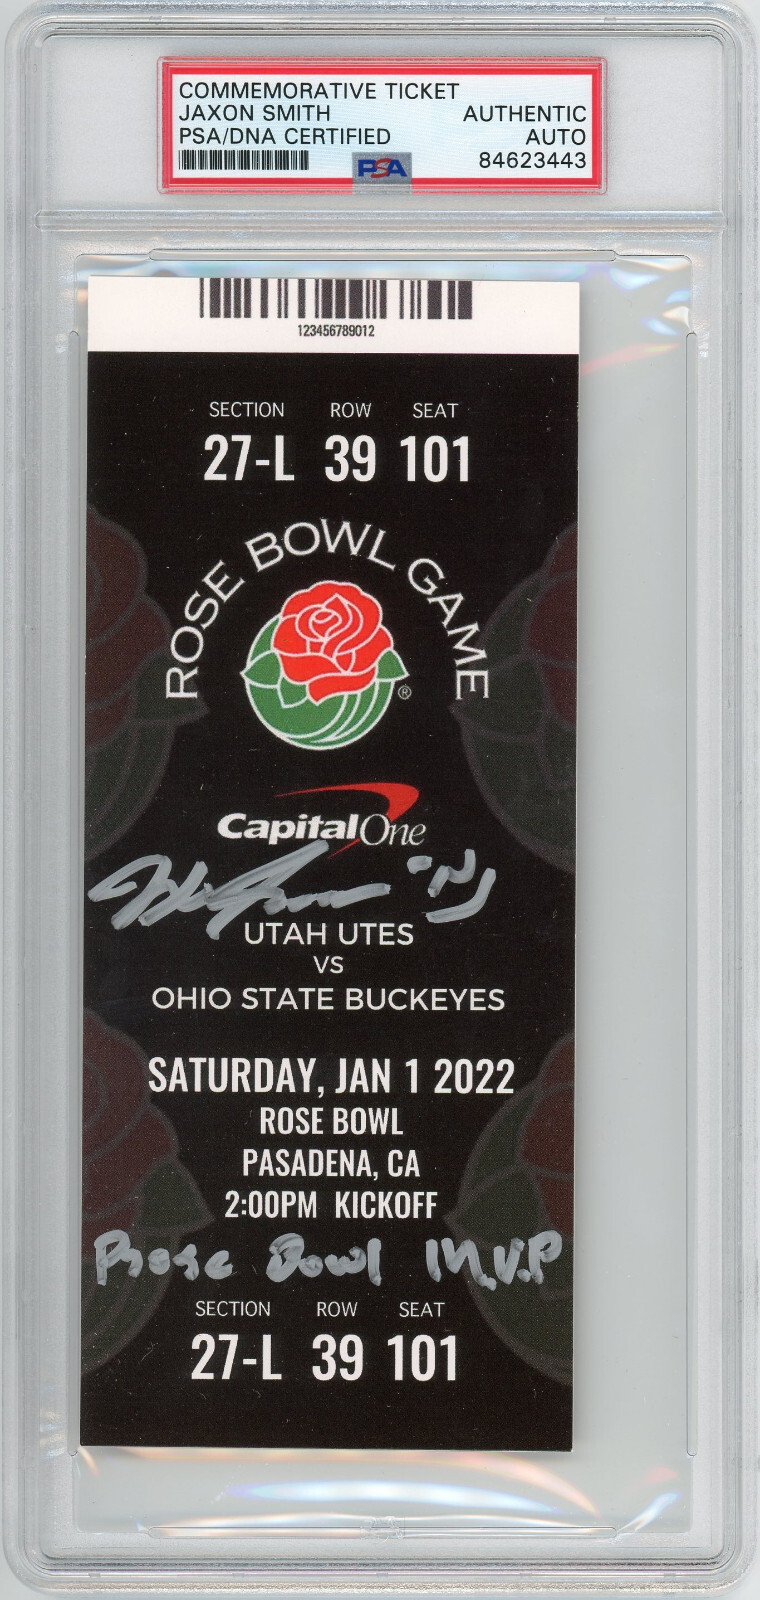 COMMEMORATIVE TICKET
JAXON SMITH AUTHENTIC
PSA/DNA CERTIFIED AUTO
PSA 84623443
123456789012
SECTION ROW SEAT
27-L 39 101
ROSE BOWL GAME
®
CapitalOne
UTAH UTES
VS
OHIO STATE BUCKEYES
SATURDAY, JAN 1 2022
ROSE BOWL
PASADENA, CA
2:00PM KICKOFF
Rose Bowl M.V.P
SECTION ROW SEAT
27-L 39 101